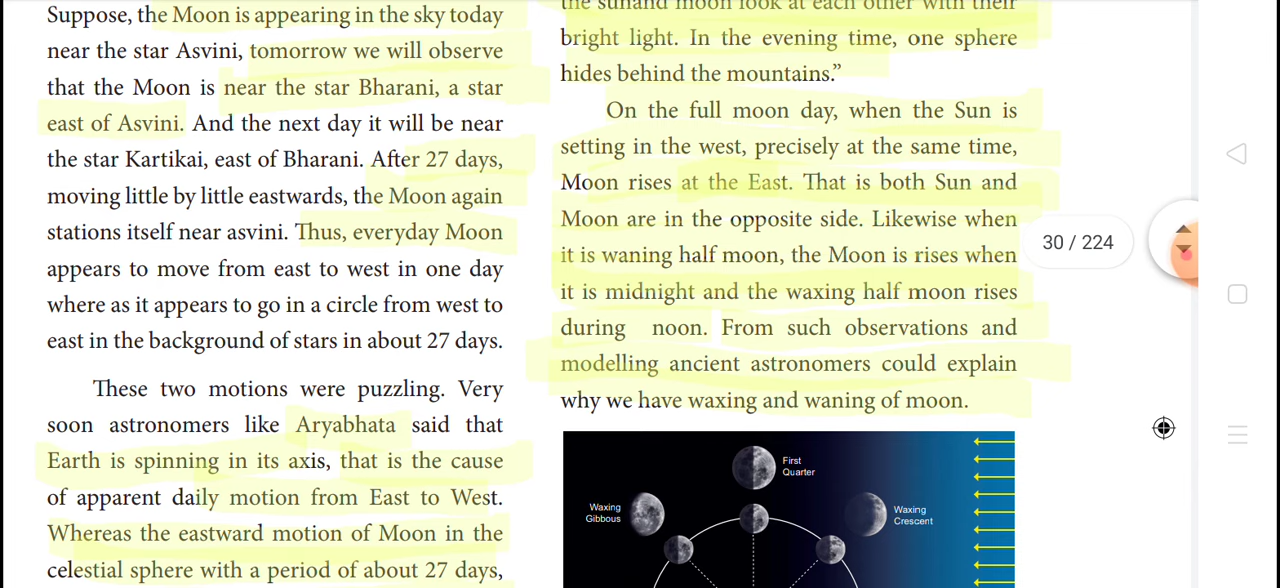 Suppose, the Moon is appearing in the sky today
near the star Asvini, tomorrow we will observe
that the Moon is near the star Bharani, a star
east of Asvini. And the next day it will be near
the star Kartikai, east of Bharani. After 27 days,
moving little by little eastwards, the Moon again
stations itself near asvini. Thus, everyday Moon
appears to move from east to west in one day
where as it appears to go in a circle from west to
east in the background of stars in about 27 days.
These two motions were puzzling. Very
soon astronomers like Aryabhata said that
Earth is spinning in its axis, that is the cause
of apparent daily motion from East to West.
Whereas the eastward motion of Moon in the
celestial sphere with a period of about 27 days,
the sunand moon look at each other with their
bright light. In the evening time, one sphere
hides behind the mountains.”
On the full moon day, when the Sun is
setting in the west, precisely at the same time,
Moon rises at the East. That is both Sun and
Moon are in the opposite side. Likewise when
it is waning half moon, the Moon is rises when
it is midnight and the waxing half moon rises
during noon. From such observations and
modelling ancient astronomers could explain
why we have waxing and waning of moon.
First
Quarter
Waxing
Gibbous
Waxing
Crescent
30 / 224